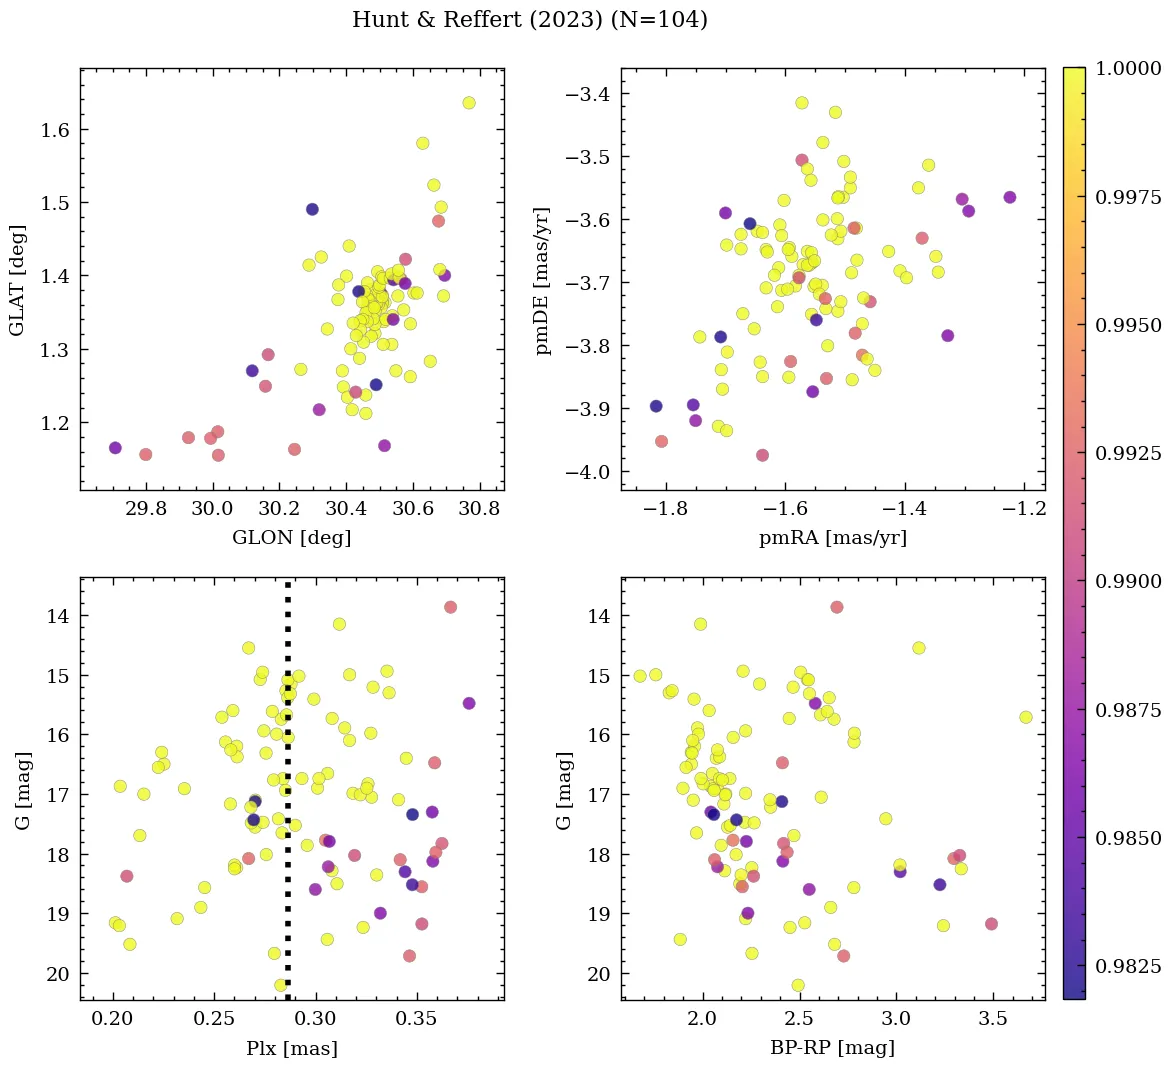 Hunt & Reffert (2023) (N=104)
1.6
1.5
1.4
1.3
1.2
GLAT [deg]
29.8 30.0 30.2 30.4 30.6 30.8
GLON [deg]
−3.4
−3.5
−3.6
−3.7
−3.8
−3.9
−4.0
pmDE [mas/yr]
−1.8 −1.6 −1.4 −1.2
pmRA [mas/yr]
14
15
16
17
18
19
20
G [mag]
0.20 0.25 0.30 0.35
Plx [mas]
14
15
16
17
18
19
20
G [mag]
2.0 2.5 3.0 3.5
BP-RP [mag]
1.0000
0.9975
0.9950
0.9925
0.9900
0.9875
0.9850
0.9825